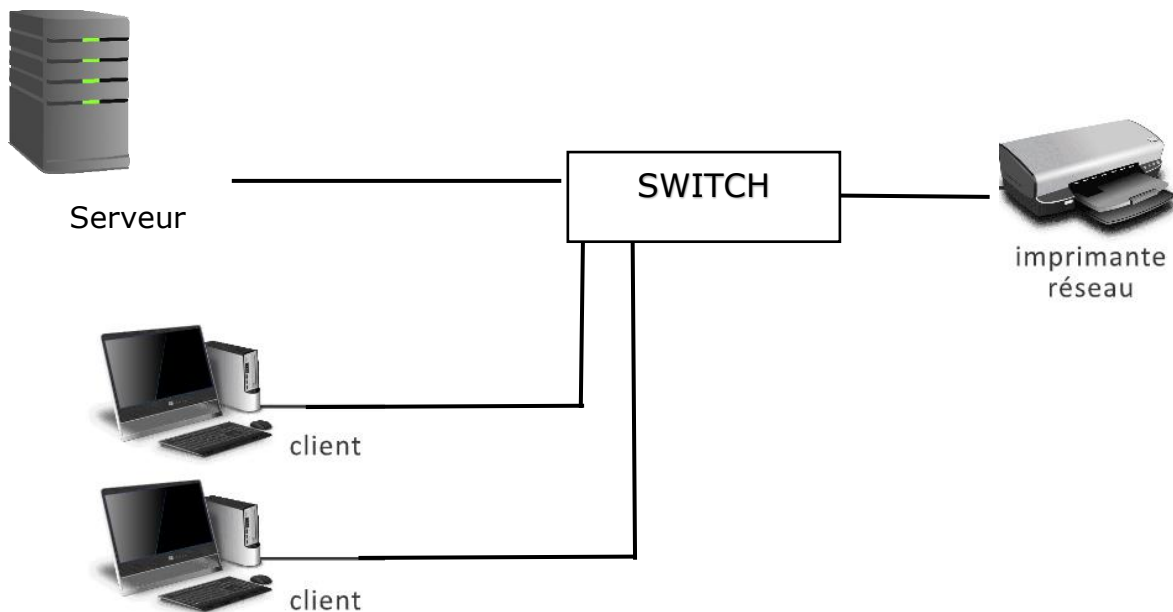 SWITCH
Serveur
imprimante
réseau
client
client